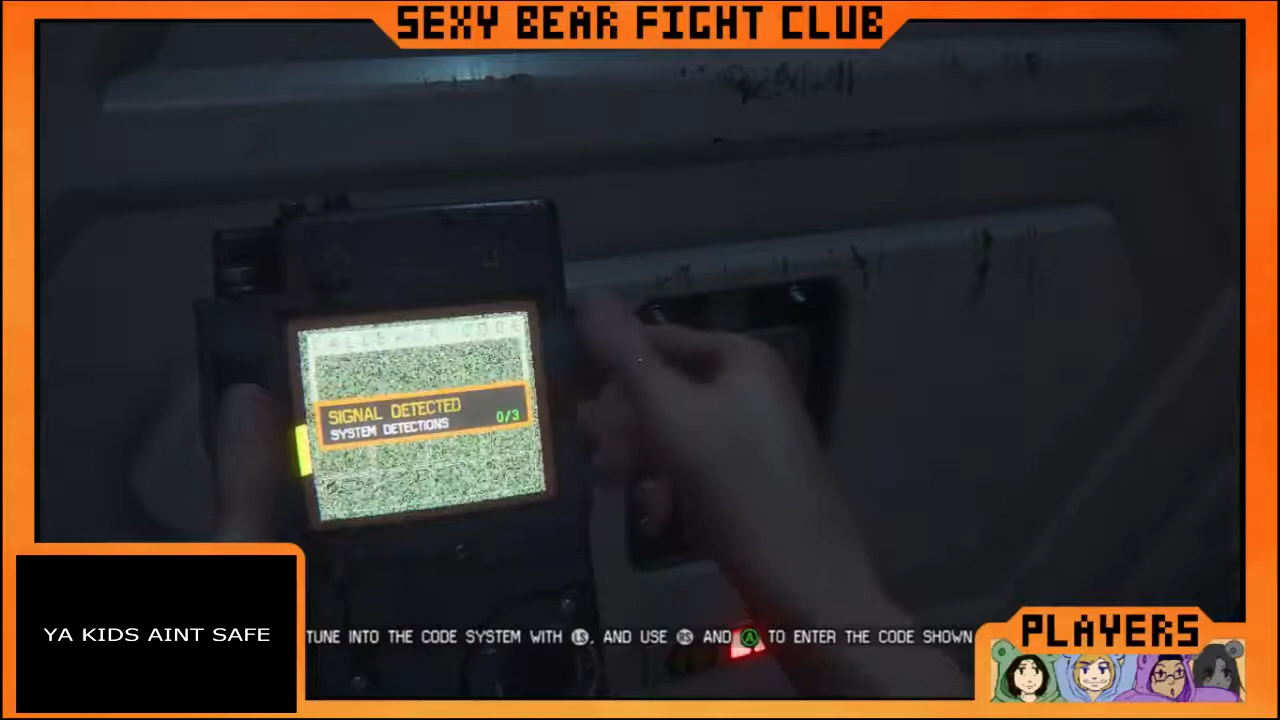 SEXY BEAR FIGHT CLUB
SIGNAL DETECTED
SYSTEM DETECTIONS 0/3
YA KIDS AINT SAFE
TUNE INTO THE CODE SYSTEM WITH LS, AND USE RS AND A TO ENTER THE CODE SHOWN
PLAYERS